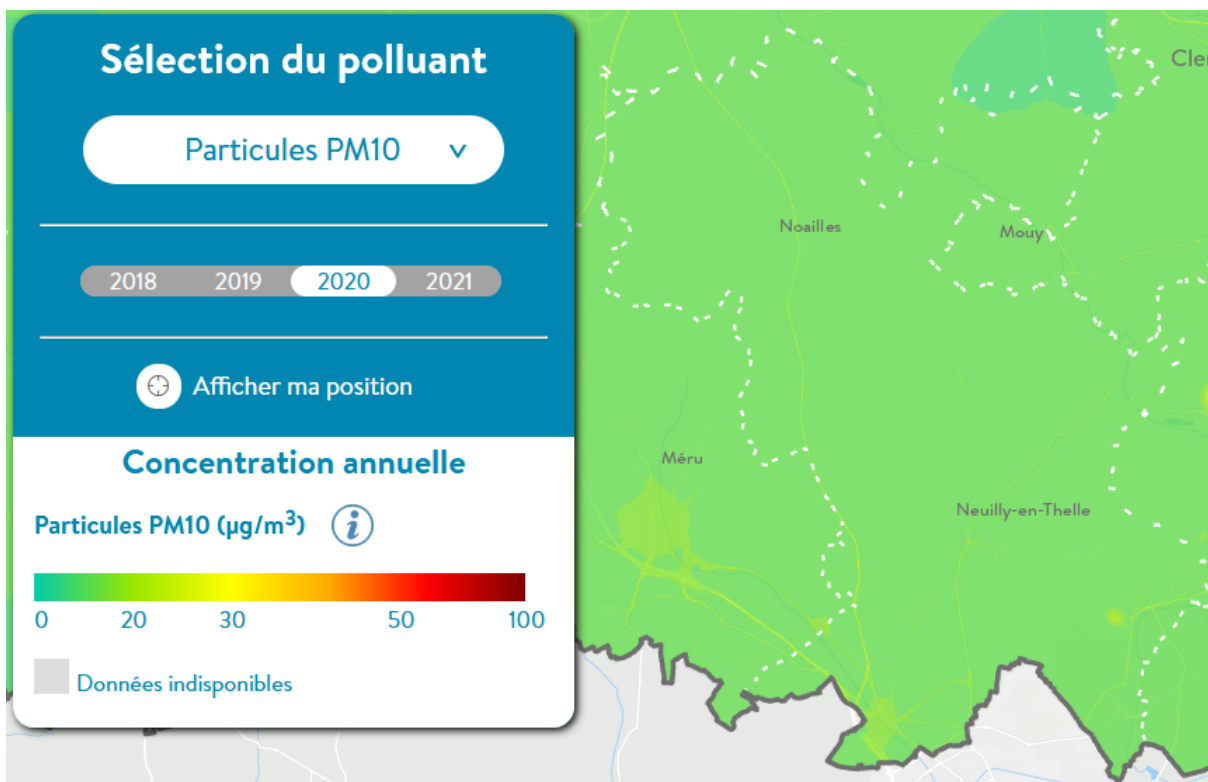 Sélection du polluant
Particules PM10
2018 2019 2020 2021
Afficher ma position
Concentration annuelle
Particules PM10 (µg/m³) i
0 20 30 50 100
Données indisponibles
Cler
Noailles
Mouy
Méru
Neuilly-en-Thelle